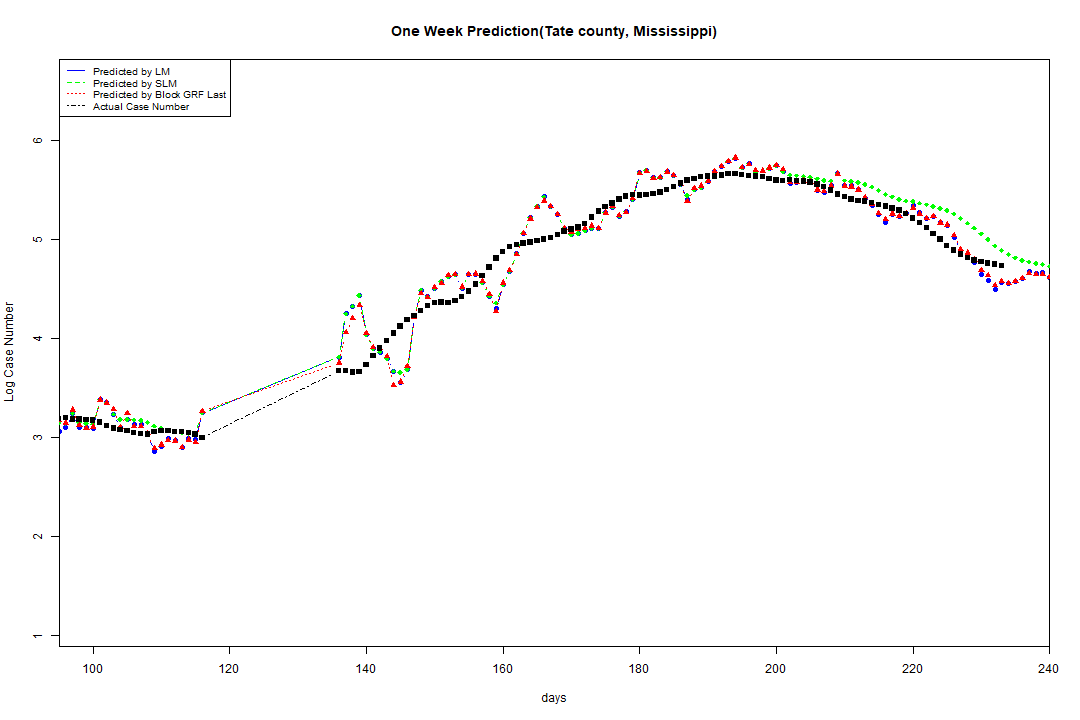 One Week Prediction(Tate county, Mississippi)
Predicted by LM
Predicted by SLM
Predicted by Block GRF Last
Actual Case Number
6
5
4
3
2
1
Log Case Number
100 120 140 160 180 200 220 240
days